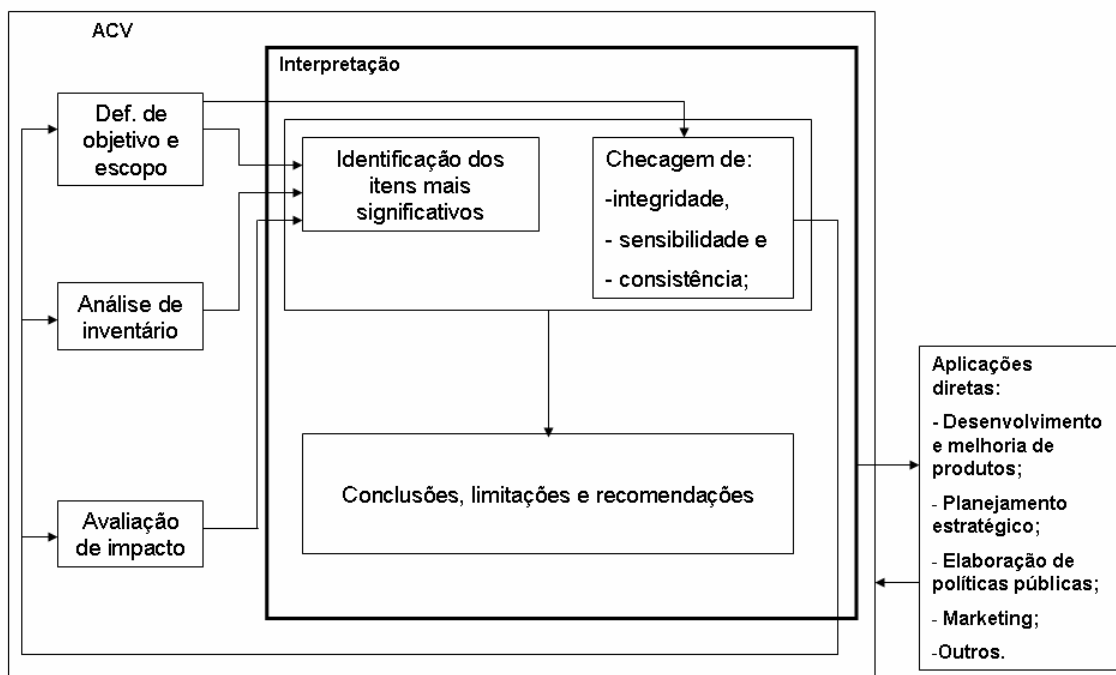 ACV
Interpretação
Def. de
objetivo e
escopo
Identificação dos
itens mais
significativos
Checagem de:
-integridade,
- sensibilidade e
- consistência;
Análise de
inventário
Avaliação
de impacto
Conclusões, limitações e recomendações
Aplicações
diretas:
- Desenvolvimento
e melhoria de
produtos;
- Planejamento
estratégico;
- Elaboração de
políticas públicas;
- Marketing;
-Outros.